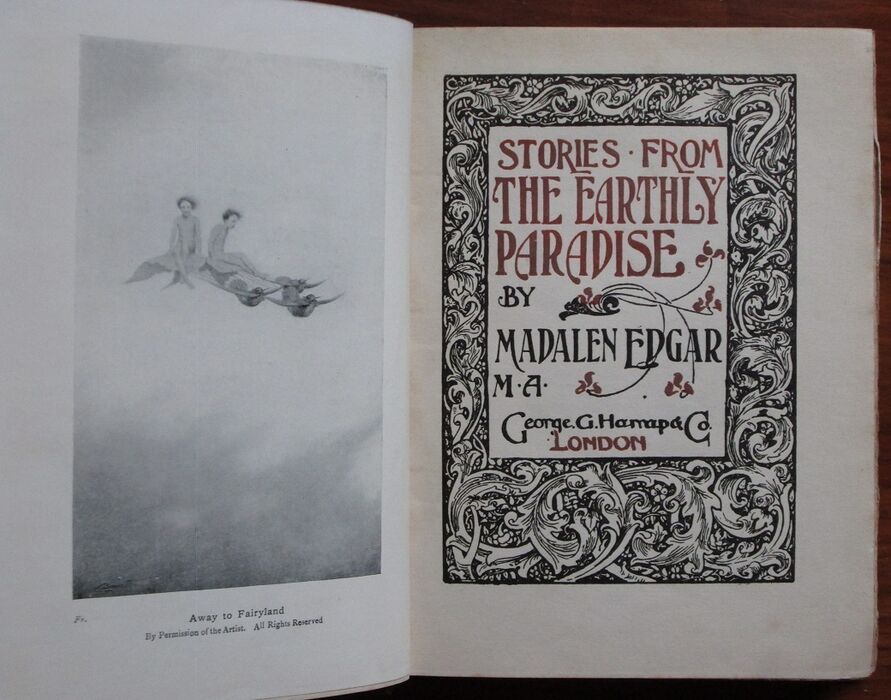 Fr.
Away to Fairyland
By Permission of the Artist. All Rights Reserved
STORIES · FROM
THE EARTHLY
PARADISE
BY
MADALEN EDGAR
M·A·
George. G. Harrap & Co.
LONDON